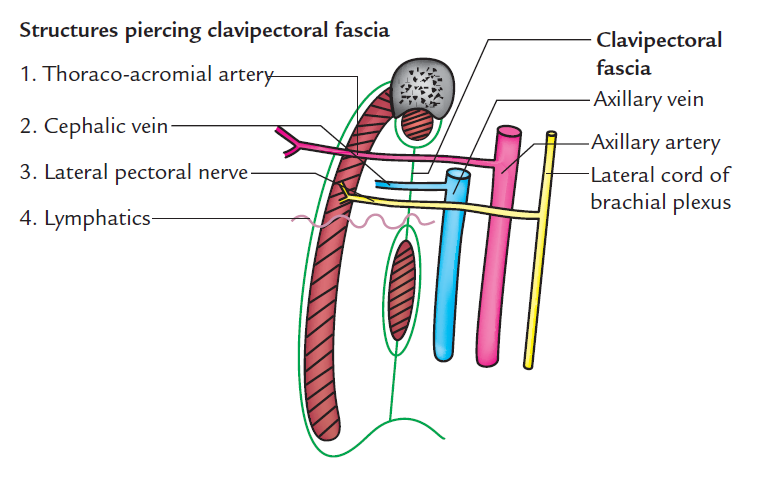 Structures piercing clavipectoral fascia
1. Thoraco-acromial artery
2. Cephalic vein
3. Lateral pectoral nerve
4. Lymphatics
Clavipectoral
fascia
Axillary vein
Axillary artery
Lateral cord of
brachial plexus